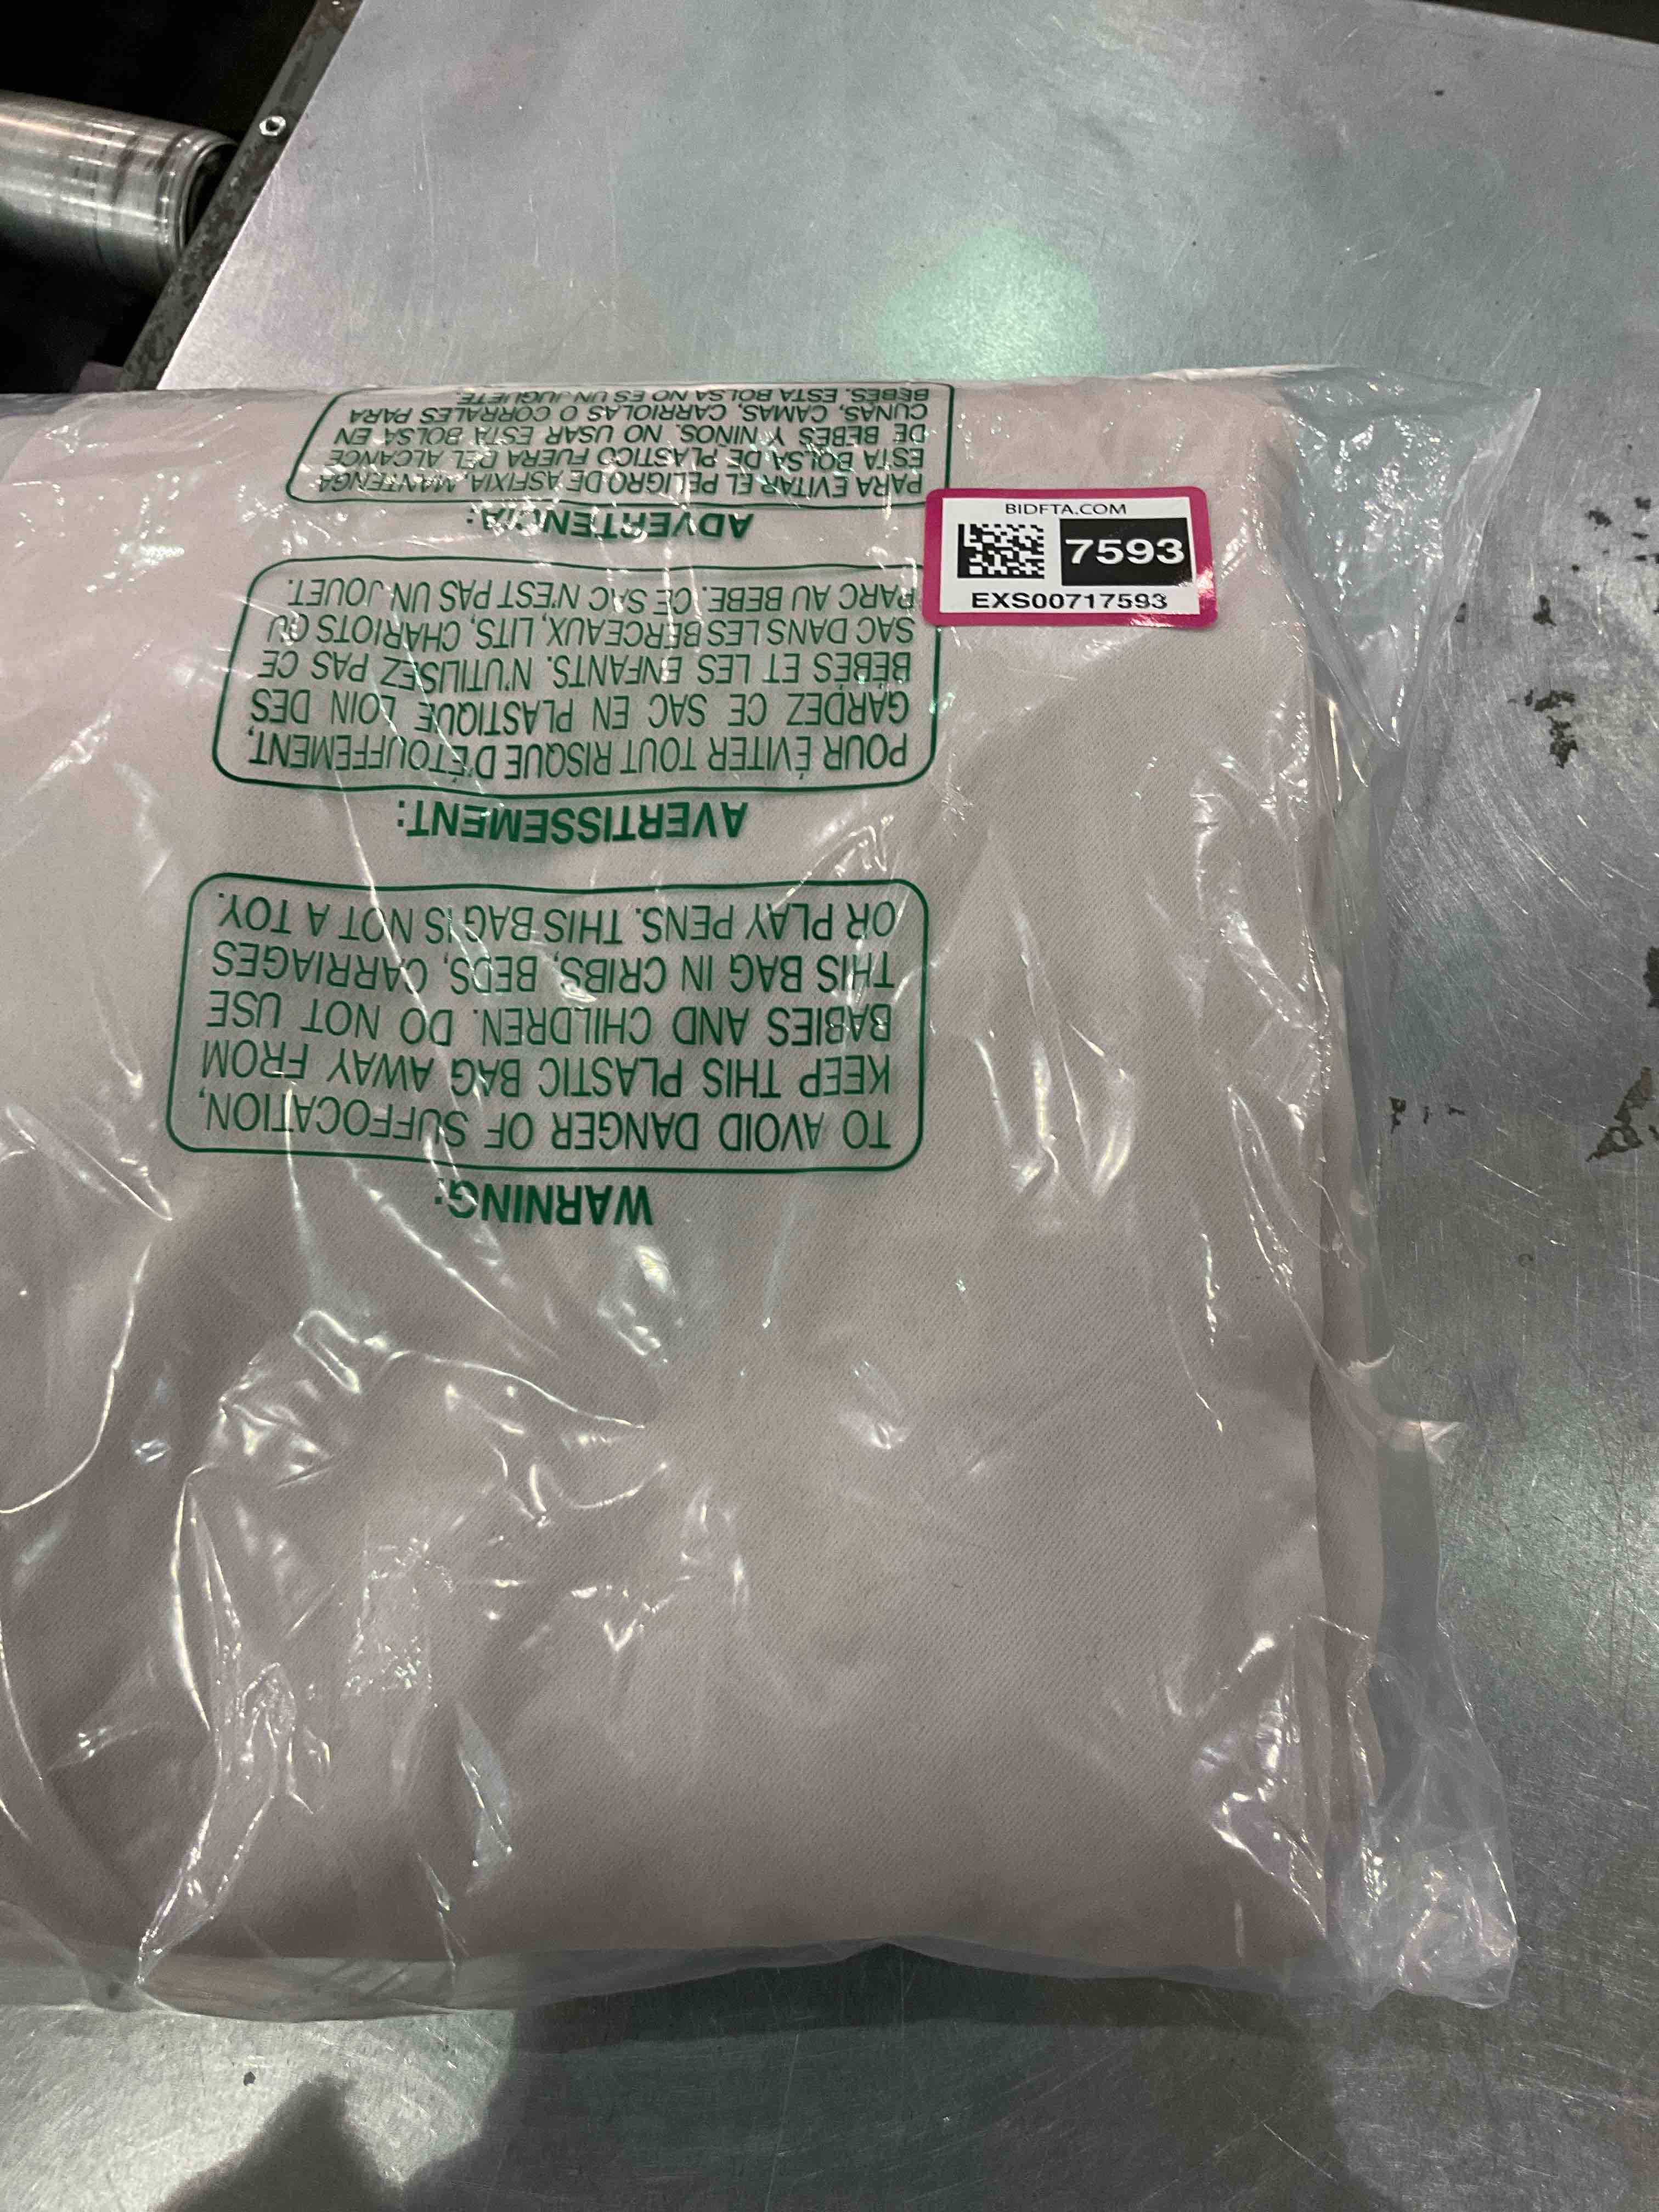 BIDFTA.COM
7593
EXS00717593
WARNING:
TO AVOID DANGER OF SUFFOCATION,
KEEP THIS PLASTIC BAG AWAY FROM
BABIES AND CHILDREN. DO NOT USE
THIS BAG IN CRIBS, BEDS, CARRIAGES
OR PLAY PENS. THIS BAG IS NOT A TOY.
AVERTISSEMENT:
POUR ÉVITER TOUT RISQUE D'ÉTOUFFEMENT,
GARDEZ CE SAC EN PLASTIQUE LOIN DES
BÉBÉS ET LES ENFANTS. N'UTILISEZ PAS CE
SAC DANS LES BERCEAUX, LITS, CHARIOTS OU
PARC AU BEBE. CE SAC N'EST PAS UN JOUET.
ADVERTENCIA:
PARA EVITAR EL PELIGRO DE ASFIXIA, MANTENGA
ESTA BOLSA DE PLASTICO FUERA DEL ALCANCE
DE BEBÉS Y NINOS. NO USAR ESTA BOLSA EN
CUNAS, CAMAS, CARRIOLAS O CORRALES PARA
BEBES. ESTA BOLSA NO ES UN JUGUETE.